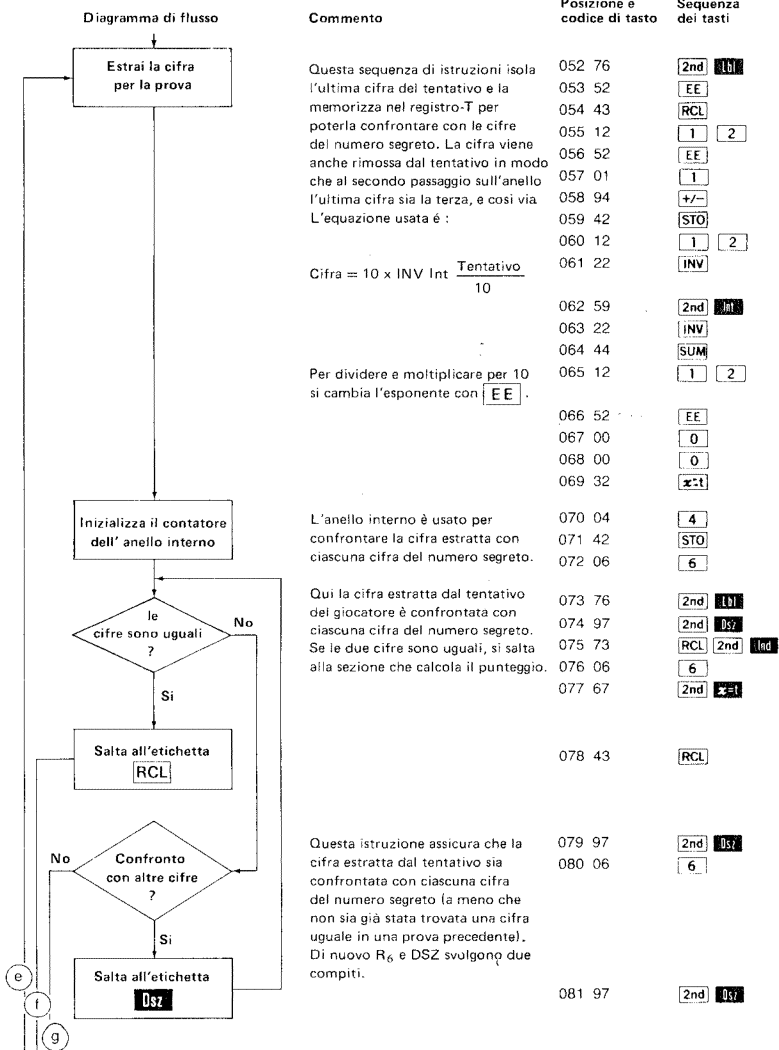 Diagramma di flusso
Commento
Posizione e
codice di tasto
Sequenza
dei tasti
Estrai la cifra
per la prova
Questa sequenza di istruzioni isola
l'ultima cifra del tentativo e la
memorizza nel registro-T per
poterla confrontare con le cifre
del numero segreto. La cifra viene
anche rimossa dal tentativo in modo
che al secondo passaggio sull'anello
l'ultima cifra sia la terza, e cosi via
L'equazione usata é :
Cifra = 10 x INV Int Tentativo
10
Per dividere e moltiplicare per 10
si cambia l'esponente con EE .
052 76 2nd Lbl
053 52 EE
054 43 RCL
055 12 1 2
056 52 EE
057 01 1
058 94 +/−
059 42 STO
060 12 1 2
061 22 INV
062 59 2nd Int
063 22 INV
064 44 SUM
065 12 1 2
066 52 EE
067 00 0
068 00 0
069 32 x:t
Inizializza il contatore
dell' anello interno
L'anello interno è usato per
confrontare la cifra estratta con
ciascuna cifra del numero segreto.
070 04 4
071 42 STO
072 06 6
le
cifre sono uguali
?
No
Si
Qui la cifra estratta dal tentativo
del giocatore è confrontata con
ciascuna cifra del numero segreto.
Se le due cifre sono uguali, si salta
alla sezione che calcola il punteggio.
073 76 2nd Lbl
074 97 2nd Dsz
075 73 RCL 2nd Ind
076 06 6
077 67 2nd x=t
Salta all'etichetta
RCL
078 43 RCL
No
Confronto
con altre cifre
?
Si
Questa istruzione assicura che la
cifra estratta dal tentativo sia
confrontata con ciascuna cifra
del numero segreto (a meno che
non sia già stata trovata una cifra
uguale in una prova precedente).
Di nuovo R6 e DSZ svolgono due
compiti.
079 97 2nd Dsz
080 06 6
Salta all'etichetta
Dsz
081 97 2nd Dsz
e
f
g